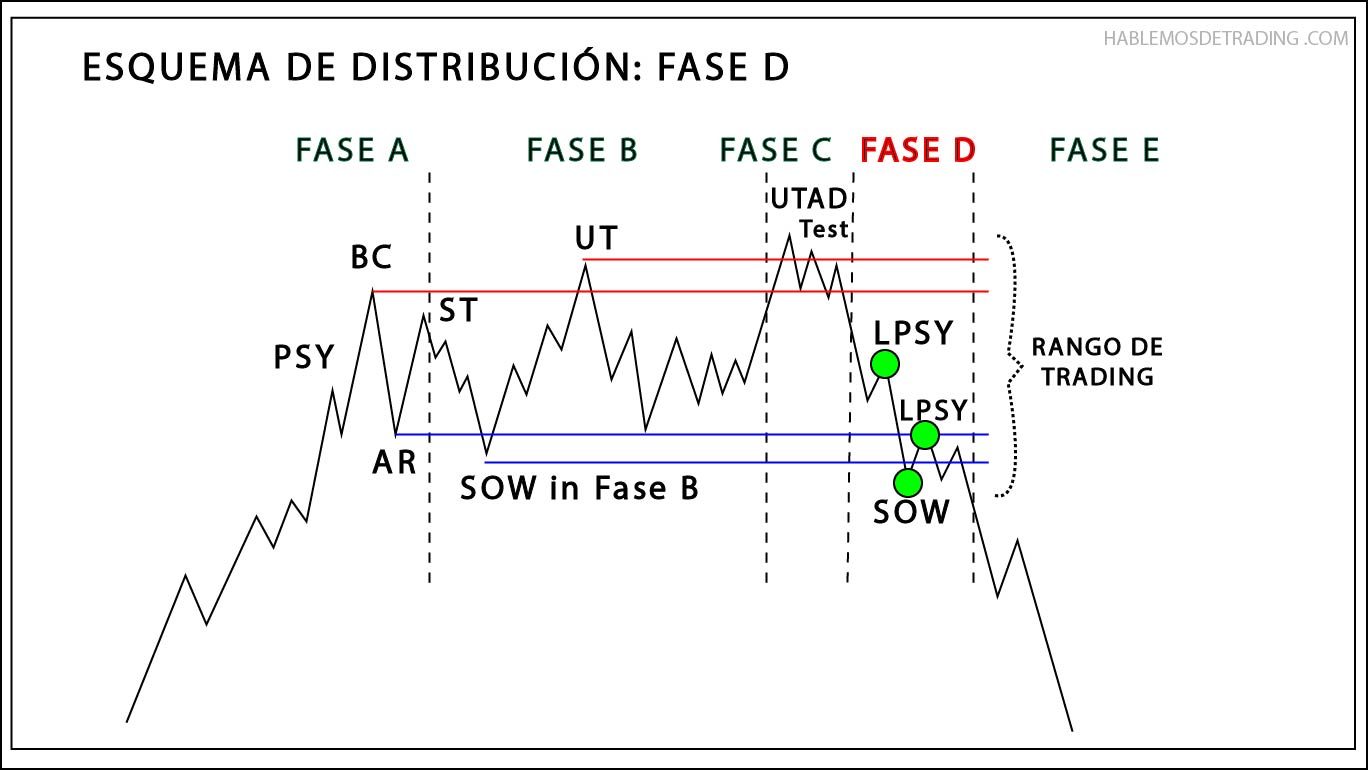 HABLEMOSDETRADING .COM
ESQUEMA DE DISTRIBUCIÓN: FASE D
FASE A
FASE B
FASE C
FASE D
FASE E
UTAD
Test
UT
BC
ST
PSY
LPSY
RANGO DE
TRADING
LPSY
AR
SOW in Fase B
SOW